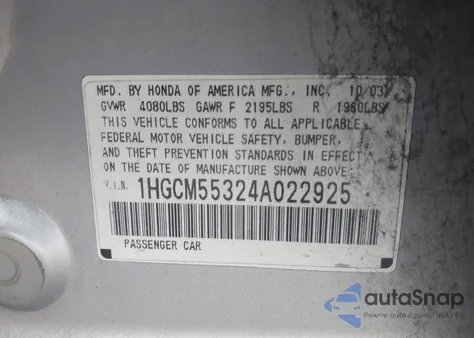 MFD. BY HONDA OF AMERICA MFG., INC. 10/03
GVWR 4080LBS GAWR F 2195LBS R 1960LBS
THIS VEHICLE CONFORMS TO ALL APPLICABLE
FEDERAL MOTOR VEHICLE SAFETY, BUMPER,
AND THEFT PREVENTION STANDARDS IN EFFECT
ON THE DATE OF MANUFACTURE SHOWN ABOVE.
V.I.N. 1HGCM55324A022925
PASSENGER CAR
autoSnap
Pewne auto z